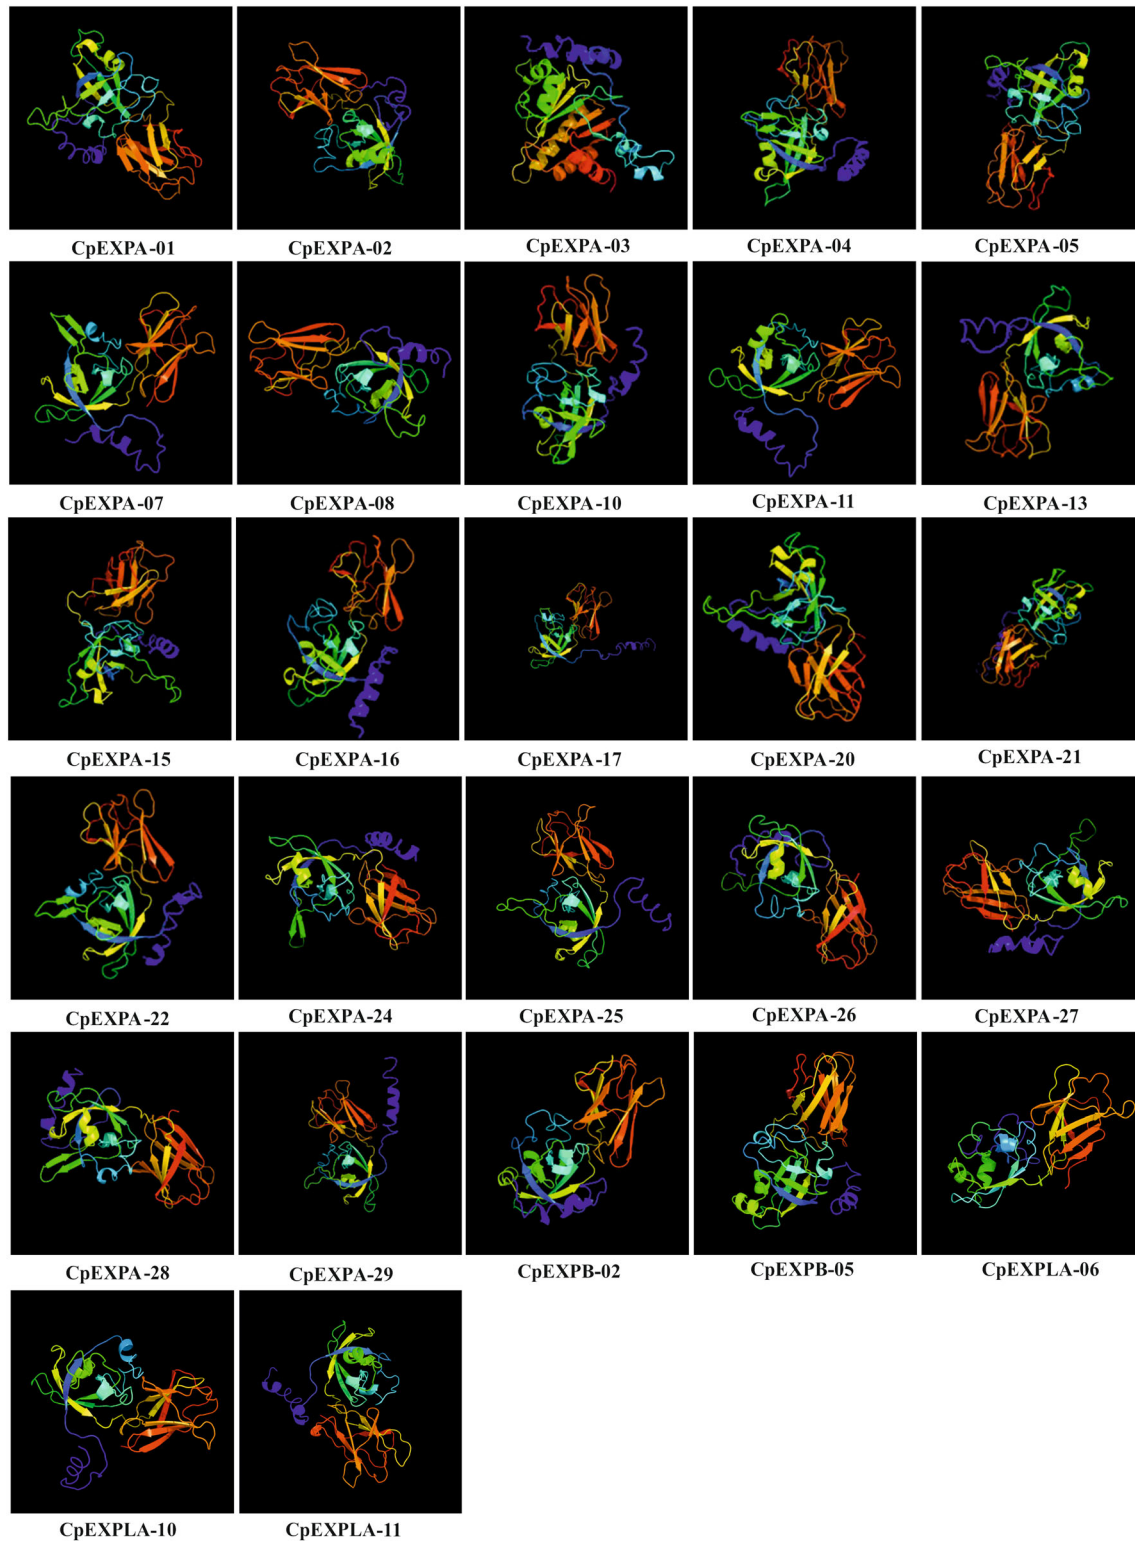 CpEXPA-01 CpEXPA-02 CpEXPA-03 CpEXPA-04 CpEXPA-05
CpEXPA-07 CpEXPA-08 CpEXPA-10 CpEXPA-11 CpEXPA-13
CpEXPA-15 CpEXPA-16 CpEXPA-17 CpEXPA-20 CpEXPA-21
CpEXPA-22 CpEXPA-24 CpEXPA-25 CpEXPA-26 CpEXPA-27
CpEXPA-28 CpEXPA-29 CpEXPB-02 CpEXPB-05 CpEXPLA-06
CpEXPLA-10 CpEXPLA-11